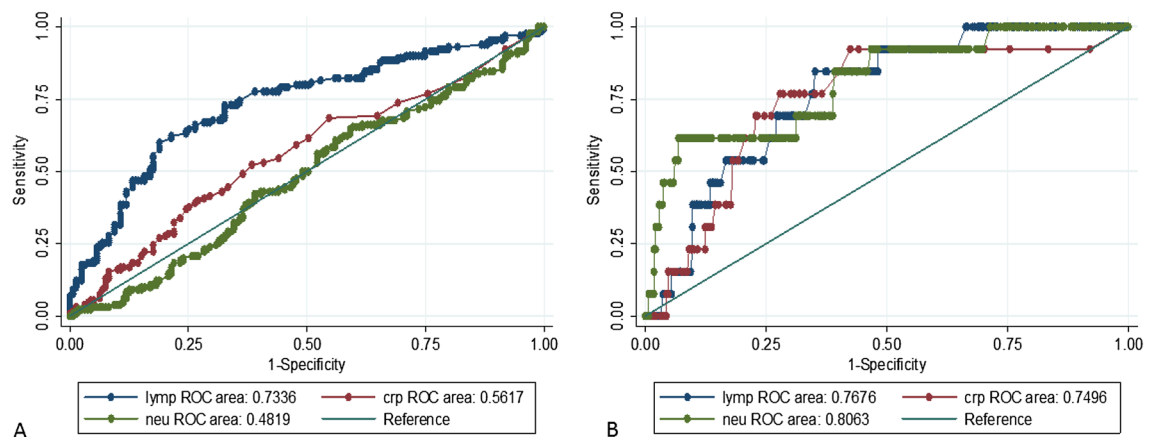 1.00
0.75
0.50
0.25
0.00
Sensitivity
0.00 0.25 0.50 0.75 1.00
1-Specificity
lymp ROC area: 0.7336 crp ROC area: 0.5617
neu ROC area: 0.4819 Reference
A
1.00
0.75
0.50
0.25
0.00
Sensitivity
0.00 0.25 0.50 0.75 1.00
1-Specificity
lymp ROC area: 0.7676 crp ROC area: 0.7496
neu ROC area: 0.8063 Reference
B